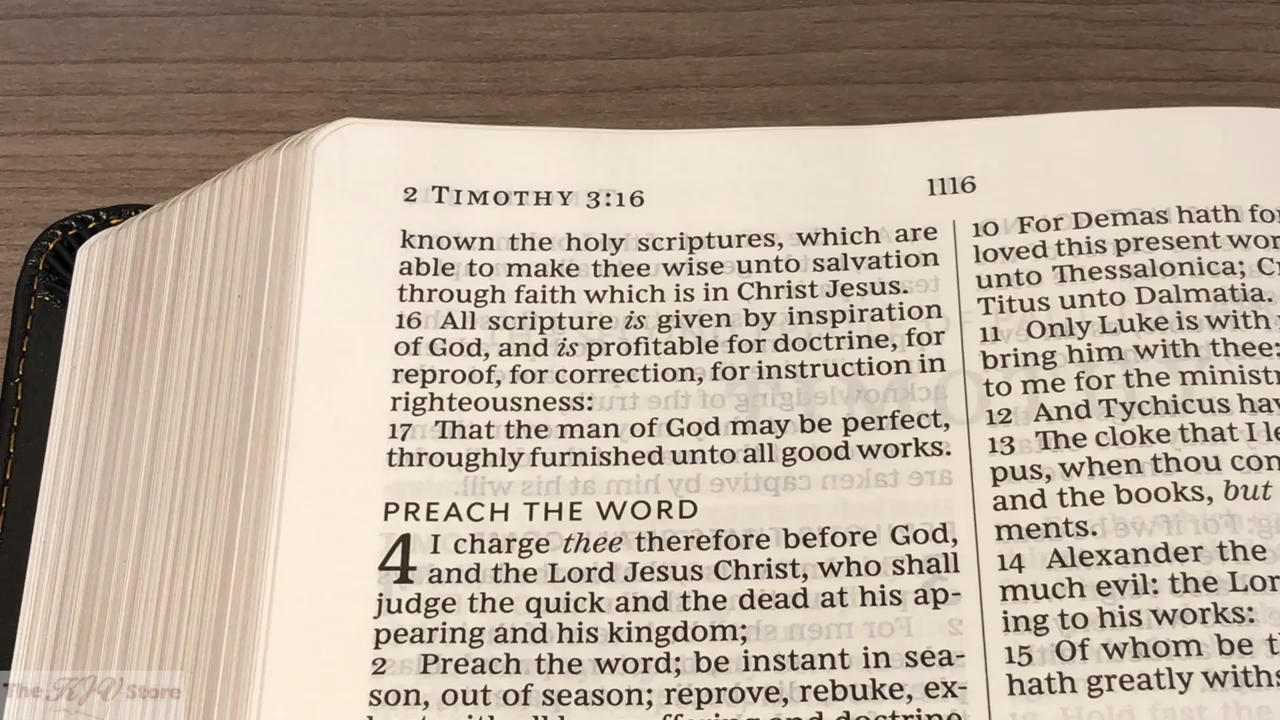 2 TIMOTHY 3:16
1116
known the holy scriptures, which are
able to make thee wise unto salvation
through faith which is in Christ Jesus.
16 All scripture is given by inspiration
of God, and is profitable for doctrine, for
reproof, for correction, for instruction in
righteousness:
17 That the man of God may be perfect,
throughly furnished unto all good works.
PREACH THE WORD
4 I charge thee therefore before God,
and the Lord Jesus Christ, who shall
judge the quick and the dead at his ap-
pearing and his kingdom;
2 Preach the word; be instant in sea-
son, out of season; reprove, rebuke, ex-
10 For Demas hath
loved this present
unto Thessalonica;
Titus unto Dalmatia.
11 Only Luke is with
bring him with thee:
to me for the
12 And Tychicus
13 The cloke that I
pus, when thou
and the books, but
ments.
14 Alexander the
much evil: the
ing to his works:
15 Of whom be
hath greatly
The KJV Store